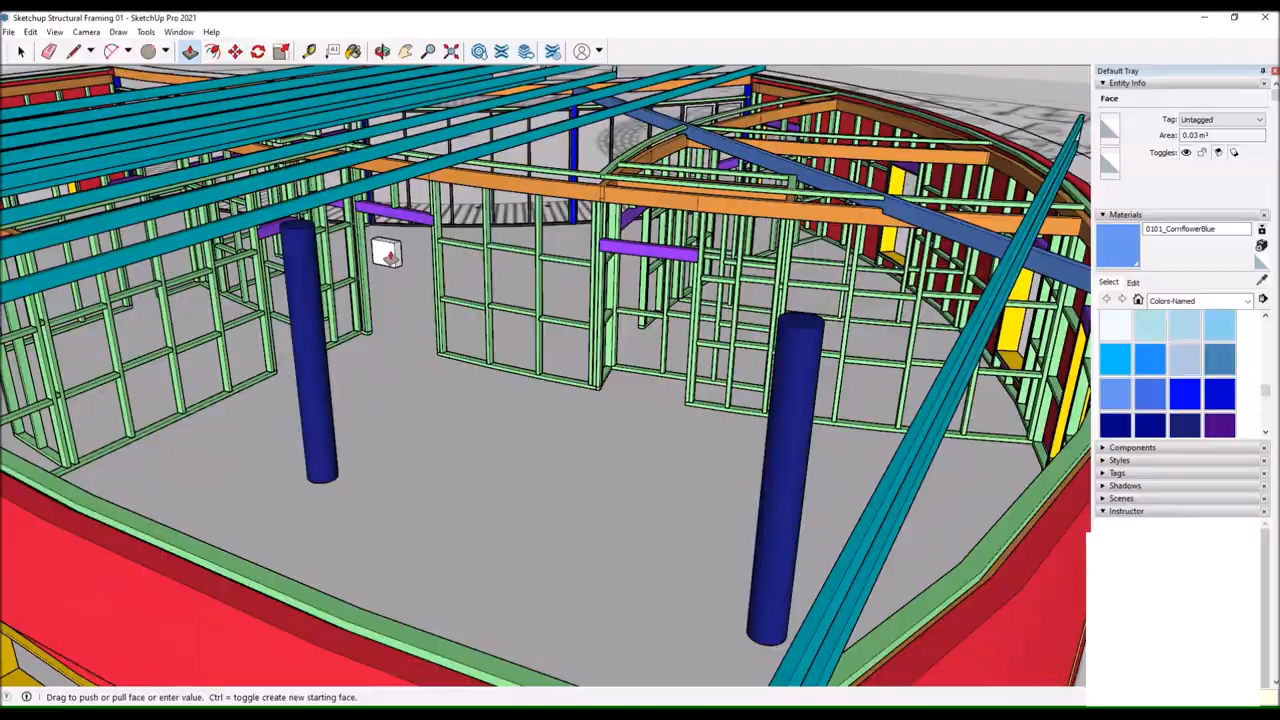 Sketchup Structural Framing 01 - SketchUp Pro 2021
File Edit View Camera Draw Tools Window Help
Default Tray
Entity Info
Face
Tag: Untagged
Area: 0.03 m²
Toggles:
Materials
0101_CornflowerBlue
Select Edit
Colors-Named
Components
Styles
Tags
Shadows
Scenes
Instructor
Drag to push or pull face or enter value. Ctrl = toggle create new starting face.